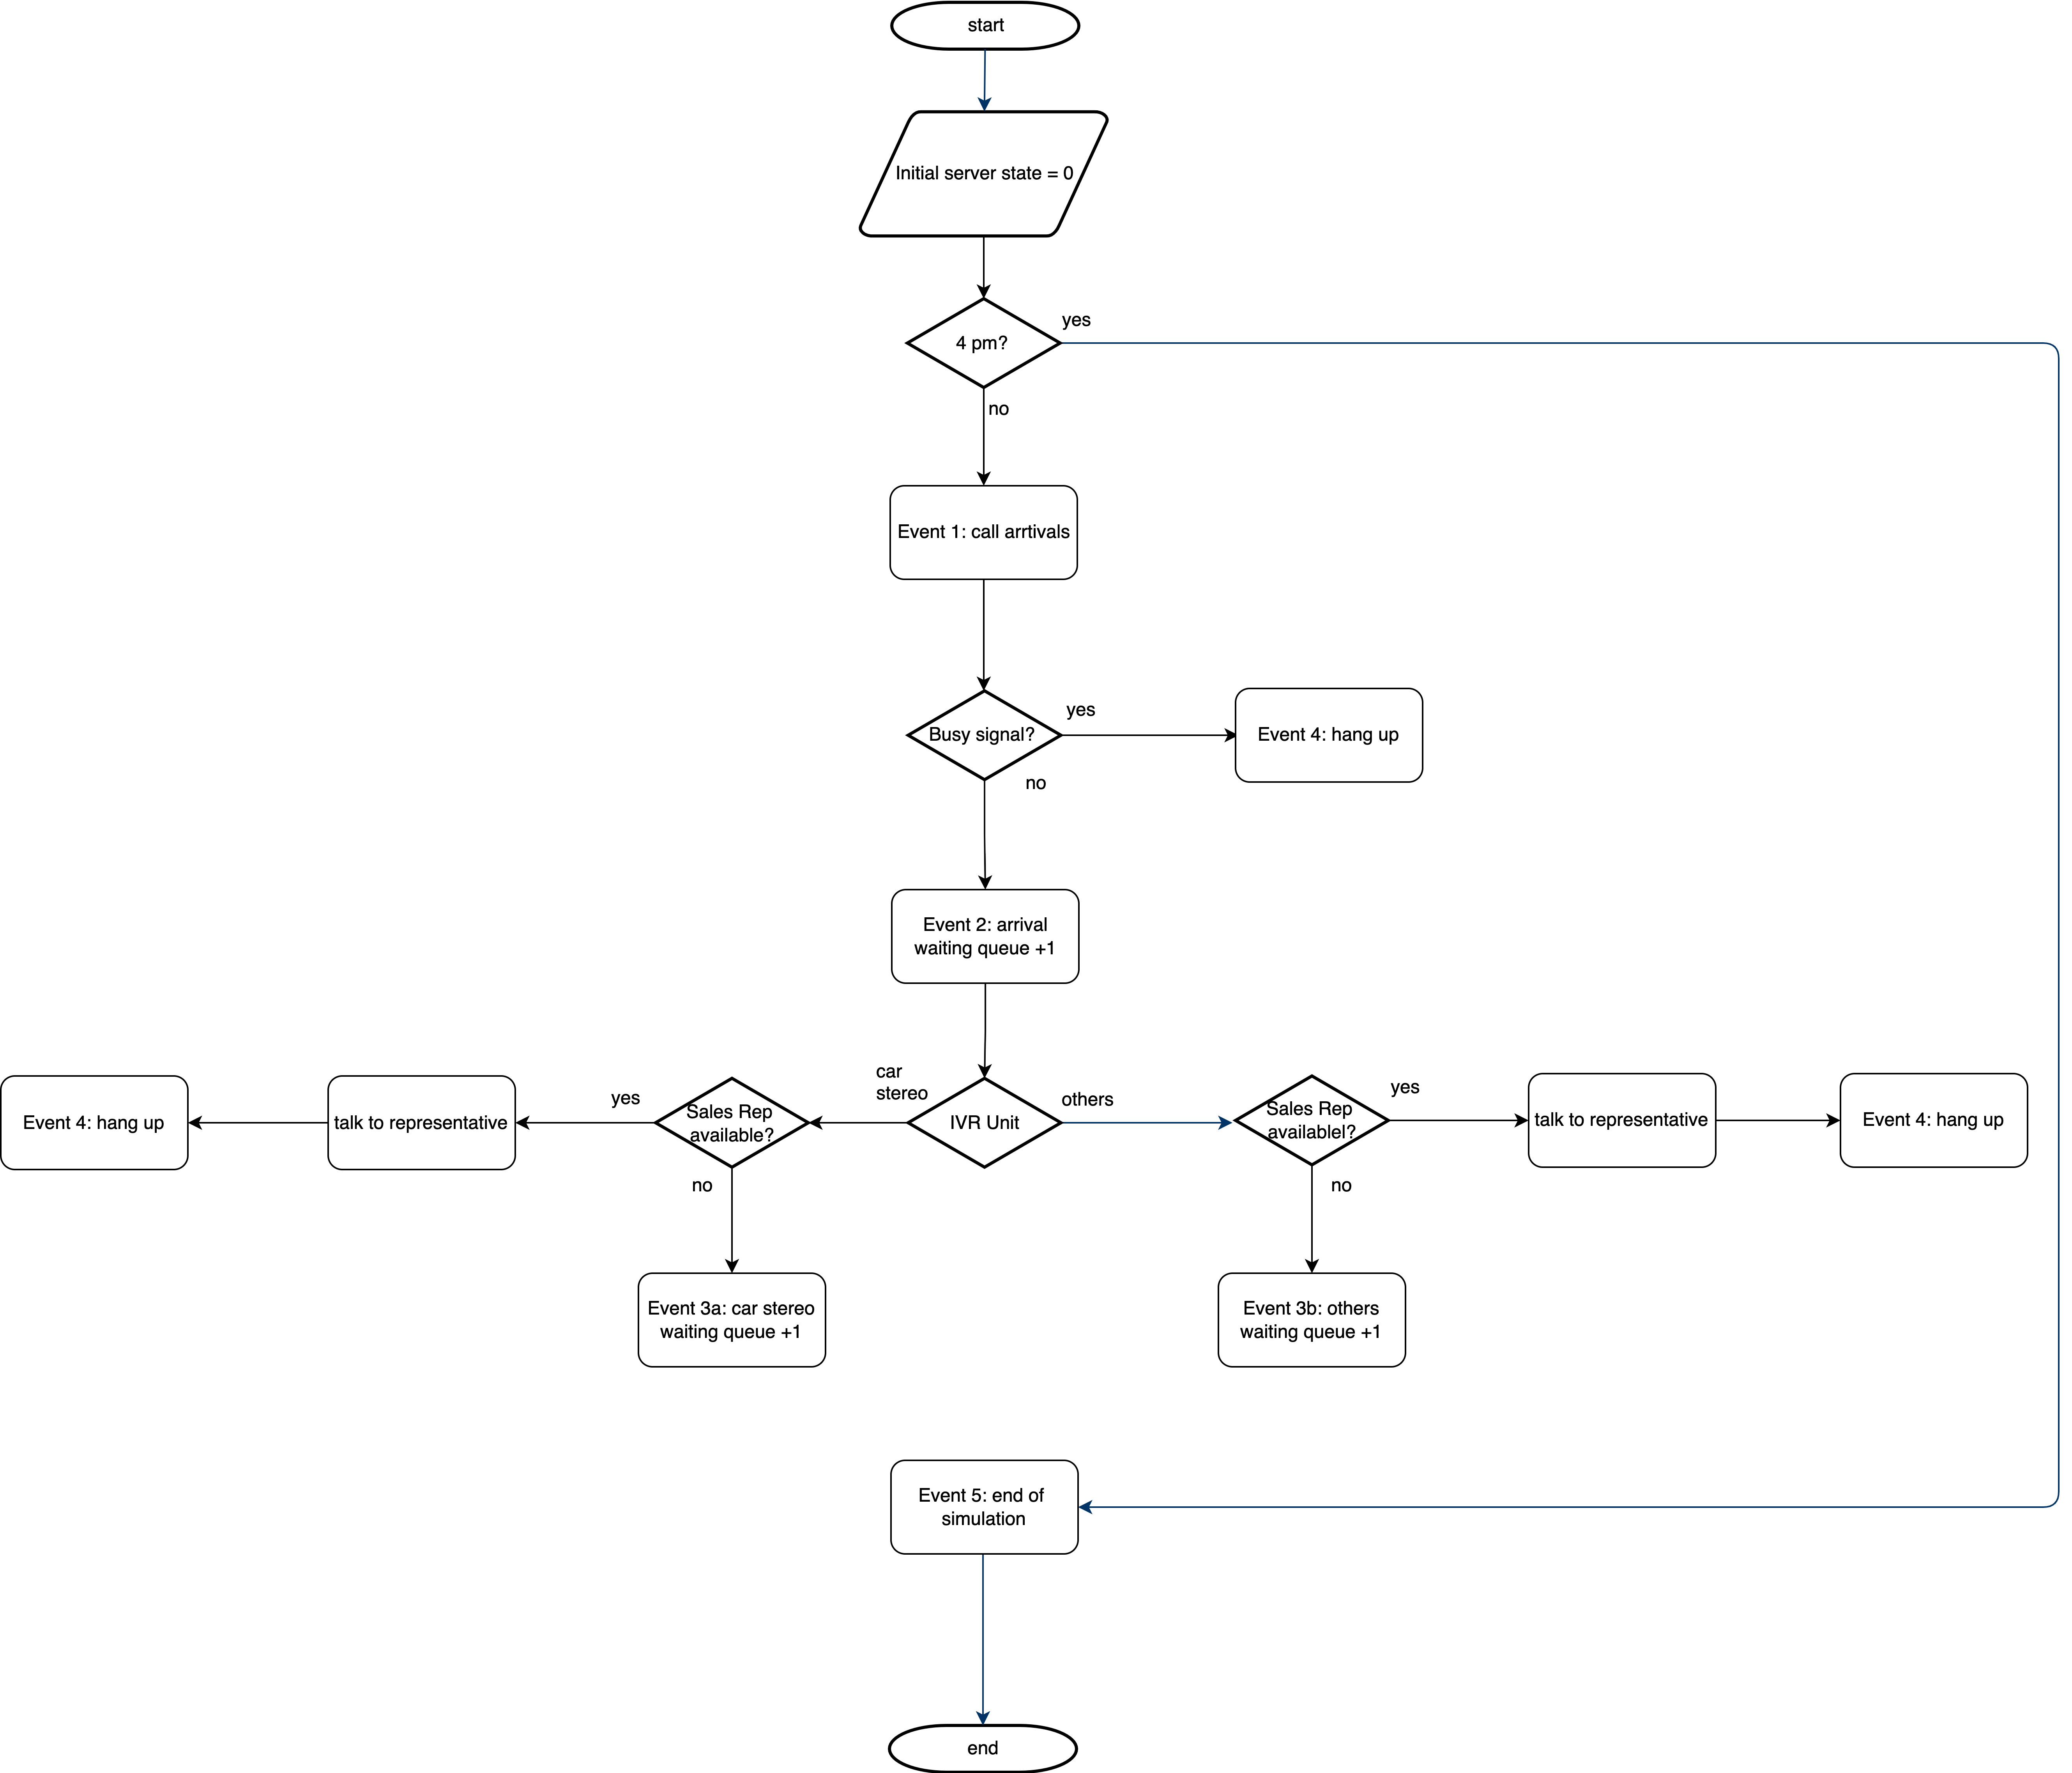 start
Initial server state = 0
4 pm?
yes
no
Event 1: call arrtivals
Busy signal?
yes
Event 4: hang up
no
Event 2: arrival
waiting queue +1
IVR Unit
car
stereo
others
Sales Rep
available?
yes
talk to representative
Event 4: hang up
no
Event 3a: car stereo
waiting queue +1
Sales Rep
availablel?
yes
talk to representative
Event 4: hang up
no
Event 3b: others
waiting queue +1
Event 5: end of
simulation
end